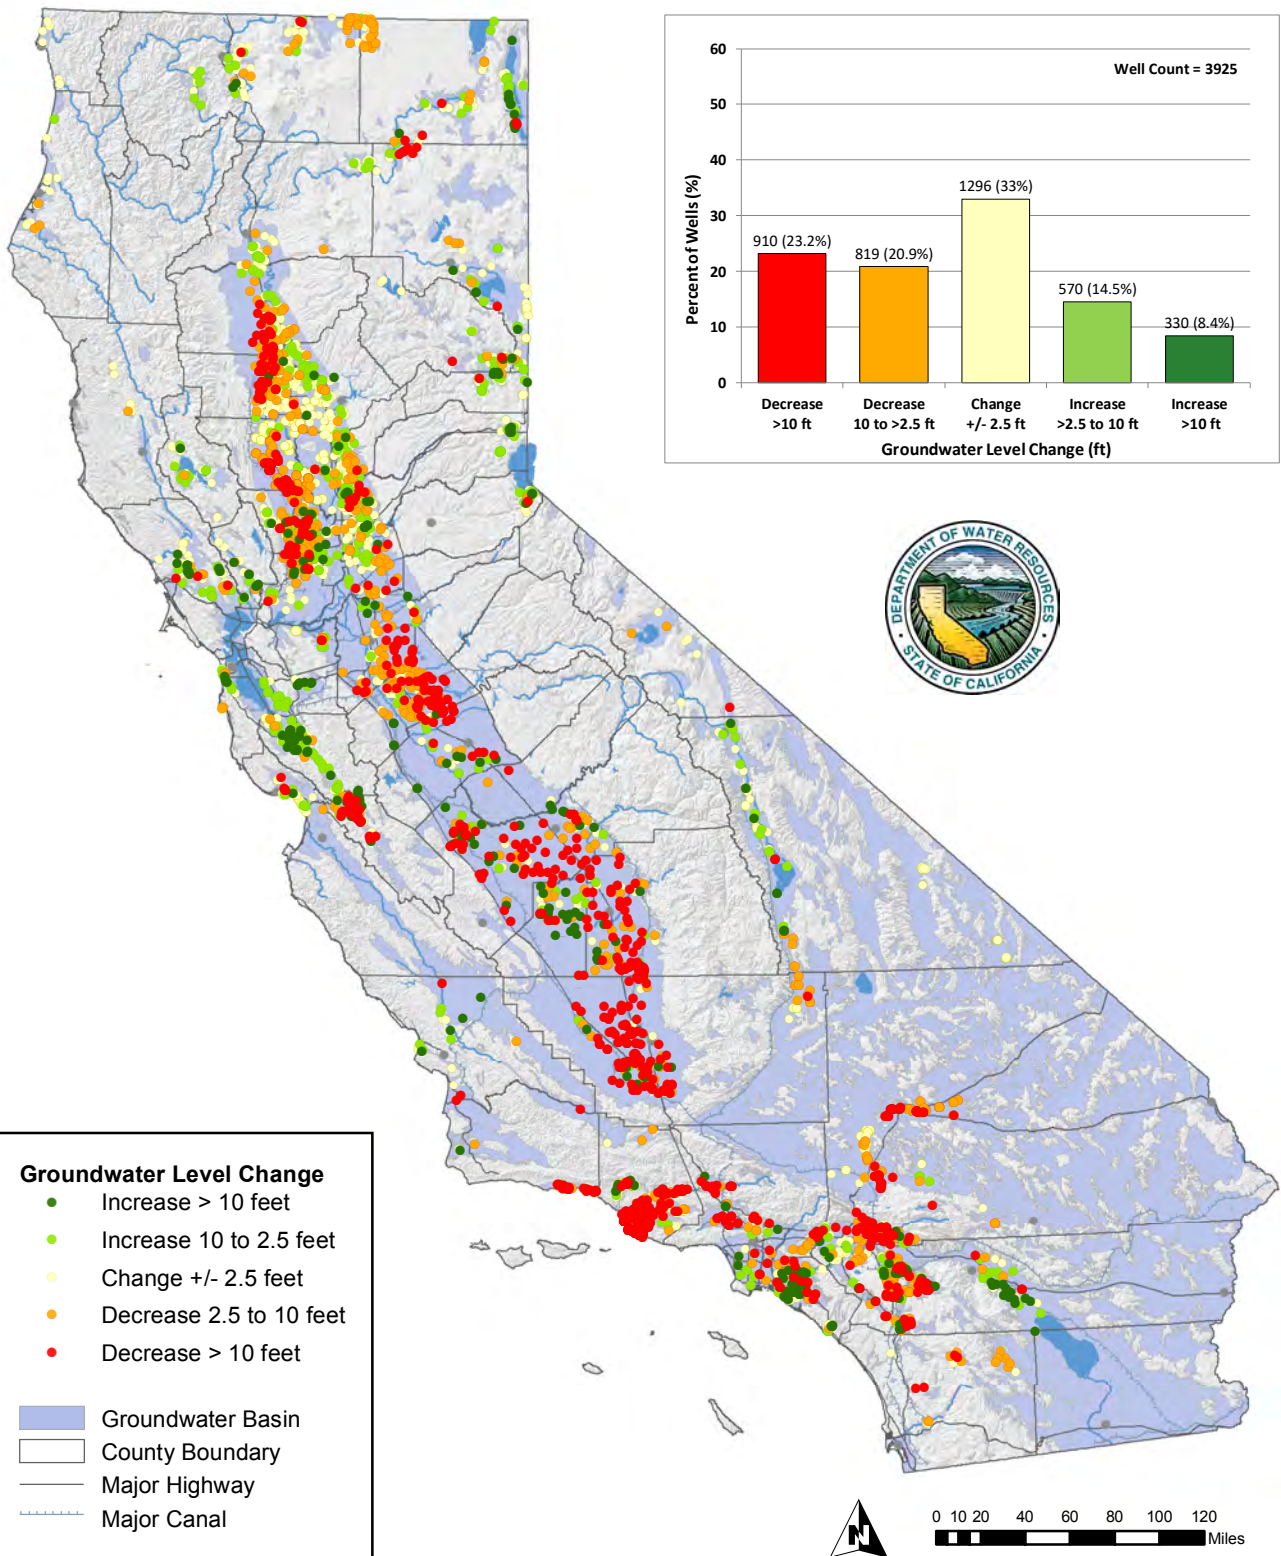 60
50
40
30
20
10
0
Percent of Wells (%)
Well Count = 3925
910 (23.2%)
819 (20.9%)
1296 (33%)
570 (14.5%)
330 (8.4%)
Decrease
>10 ft
Decrease
10 to >2.5 ft
Change
+/- 2.5 ft
Increase
>2.5 to 10 ft
Increase
>10 ft
Groundwater Level Change (ft)
DEPARTMENT OF WATER RESOURCES
STATE OF CALIFORNIA
Groundwater Level Change
Increase > 10 feet
Increase 10 to 2.5 feet
Change +/- 2.5 feet
Decrease 2.5 to 10 feet
Decrease > 10 feet
Groundwater Basin
County Boundary
Major Highway
Major Canal
N
0 10 20 40 60 80 100 120
Miles